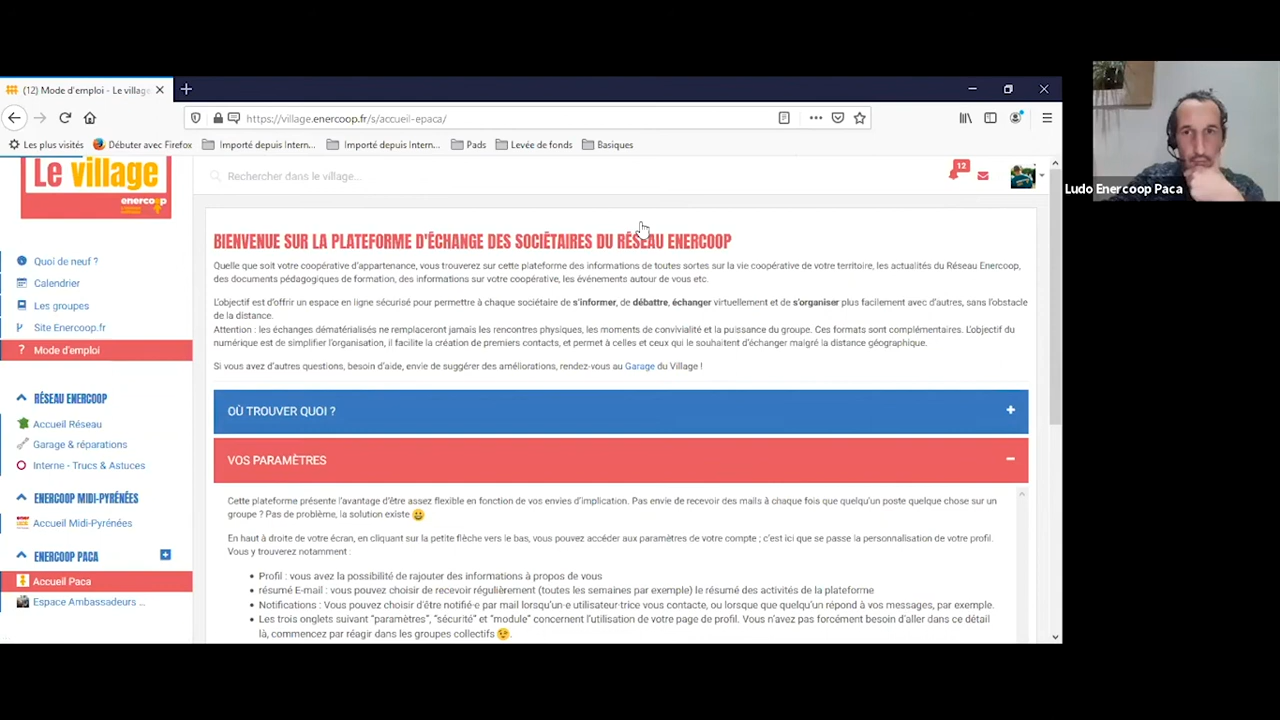 (12) Mode d'emploi - Le village
https://village.enercoop.fr/s/accueil-epaca/
Les plus visités
Débuter avec Firefox
Importé depuis Intern...
Importé depuis Intern...
Pads
Levée de fonds
Basiques
Le village
enercoop
Rechercher dans le village...
12
Ludo Enercoop Paca
Quoi de neuf ?
Calendrier
Les groupes
Site Enercoop.fr
? Mode d'emploi
RÉSEAU ENERCOOP
Accueil Réseau
Garage & réparations
Interne - Trucs & Astuces
ENERCOOP MIDI-PYRÉNÉES
Accueil Midi-Pyrénées
ENERCOOP PACA
Accueil Paca
Espace Ambassadeurs ...
BIENVENUE SUR LA PLATEFORME D'ÉCHANGE DES SOCIÉTAIRES DU RÉSEAU ENERCOOP
Quelle que soit votre coopérative d'appartenance, vous trouverez sur cette plateforme des informations de toutes sortes sur la vie coopérative de votre territoire, les actualités du Réseau Enercoop,
des documents pédagogiques de formation, des informations sur votre coopérative, les événements autour de vous etc.
L'objectif est d'offrir un espace en ligne sécurisé pour permettre à chaque sociétaire de s'informer, de débattre, échanger virtuellement et de s'organiser plus facilement avec d'autres, sans l'obstacle
de la distance.
Attention : les échanges dématérialisés ne remplaceront jamais les rencontres physiques, les moments de convivialité et la puissance du groupe. Ces formats sont complémentaires. L'objectif du
numérique est de simplifier l'organisation, il facilite la création de premiers contacts, et permet à celles et ceux qui le souhaitent d'échanger malgré la distance géographique.
Si vous avez d'autres questions, besoin d'aide, envie de suggérer des améliorations, rendez-vous au Garage du Village !
OÙ TROUVER QUOI ?
VOS PARAMÈTRES
Cette plateforme présente l'avantage d'être assez flexible en fonction de vos envies d'implication. Pas envie de recevoir des mails à chaque fois que quelqu'un poste quelque chose sur un
groupe ? Pas de problème, la solution existe 😀
En haut à droite de votre écran, en cliquant sur la petite flèche vers le bas, vous pouvez accéder aux paramètres de votre compte ; c'est ici que se passe la personnalisation de votre profil.
Vous y trouverez notamment :
• Profil : vous avez la possibilité de rajouter des informations à propos de vous
• résumé E-mail : vous pouvez choisir de recevoir régulièrement (toutes les semaines par exemple) le résumé des activités de la plateforme
• Notifications : Vous pouvez choisir d'être notifié·e par mail lorsqu'un·e utilisateur·trice vous contacte, ou lorsque que quelqu'un répond à vos messages, par exemple.
• Les trois onglets suivant "paramètres", "sécurité" et "module" concernent l'utilisation de votre page de profil. Vous n'avez pas forcément besoin d'aller dans ce détail
là, commencez par réagir dans les groupes collectifs 😉.